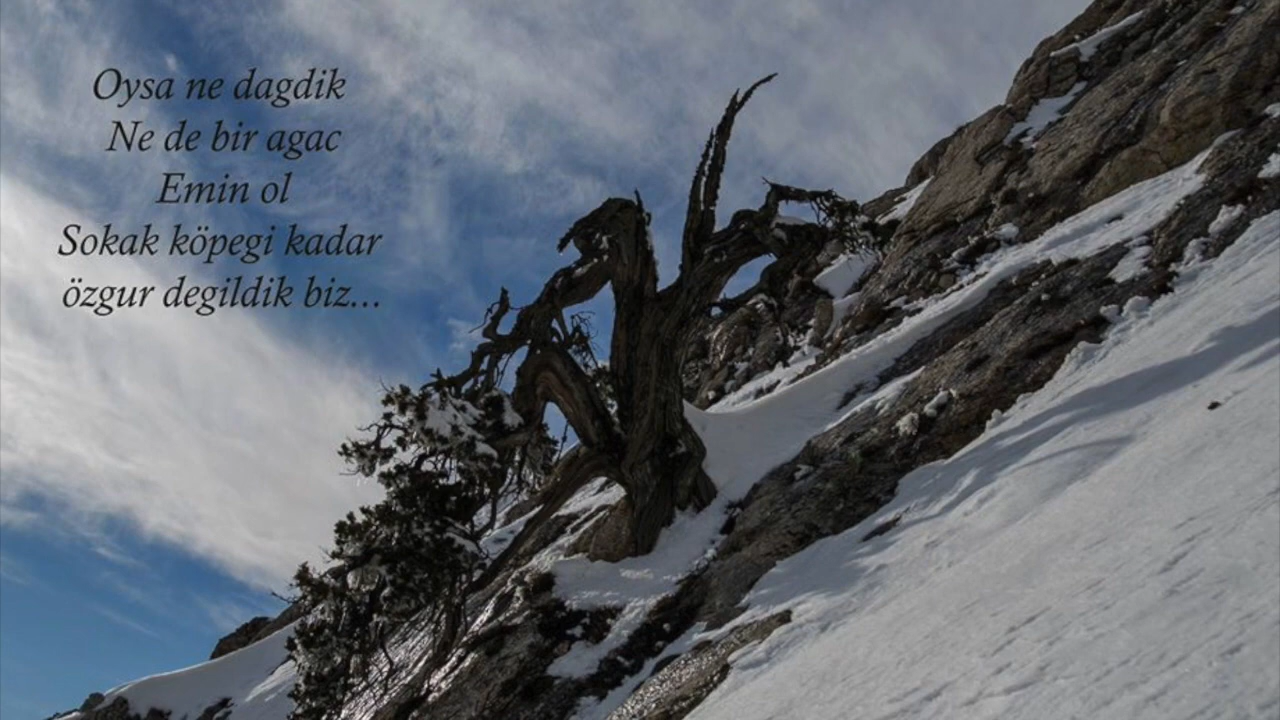 Oysa ne dagdik
Ne de bir agac
Emin ol
Sokak köpegi kadar
özgur degildik biz...